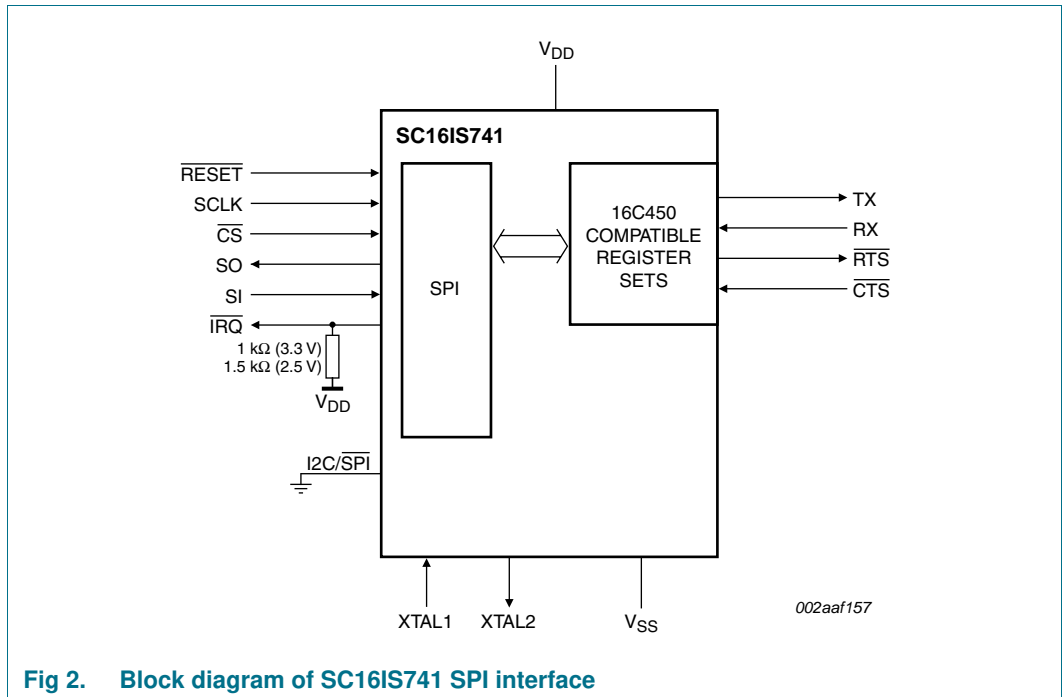 VDD
SC16IS741
RESET
SCLK
CS
SO
SI
IRQ
1 kΩ (3.3 V)
1.5 kΩ (2.5 V)
VDD
I2C/SPI
SPI
16C450
COMPATIBLE
REGISTER
SETS
TX
RX
RTS
CTS
XTAL1
XTAL2
VSS
002aaf157
Fig 2. Block diagram of SC16IS741 SPI interface